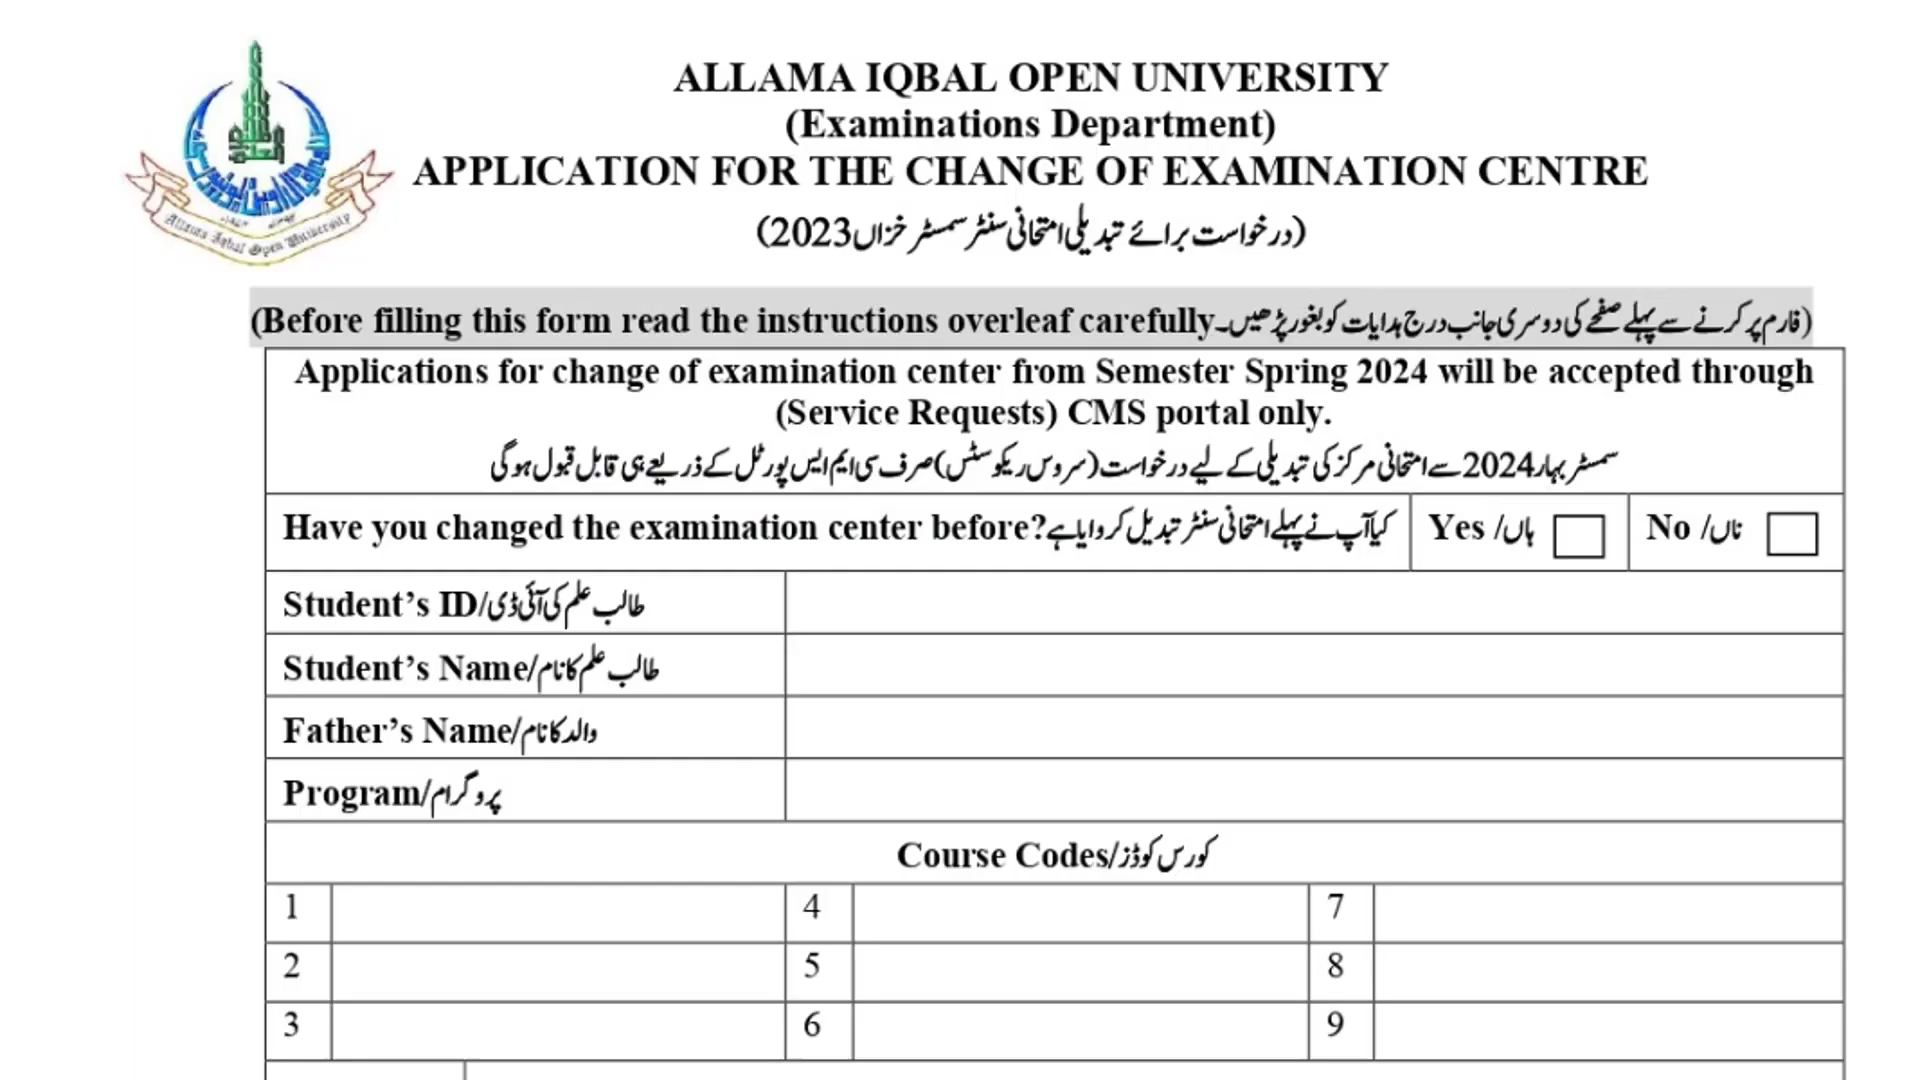 ALLAMA IQBAL OPEN UNIVERSITY
(Examinations Department)
APPLICATION FOR THE CHANGE OF EXAMINATION CENTRE
(درخواست برائے تبدیلی امتحانی سنٹر سمسٹر خزاں 2023)
Allama Iqbal Open University
(Before filling this form read the instructions overleaf carefully۔فارم پر کرنے سے پہلے صفحے کی دوسری جانب درج ہدایات کو بغور پڑھیں)
Applications for change of examination center from Semester Spring 2024 will be accepted through
(Service Requests) CMS portal only.
سمسٹر بہار 2024 سے امتحانی مرکز کی تبدیلی کے لیے درخواست (سروس ریکوسٹس) صرف سی ایم ایس پورٹل کے ذریعے ہی قابل قبول ہوگی
Have you changed the examination center before? کیا آپ نے پہلے امتحانی سنٹر تبدیل کروایا ہے Yes /ہاں No /ناں
Student’s ID/طالب علم کی آئی ڈی
Student’s Name/طالب علم کا نام
Father’s Name/والد کا نام
Program/پروگرام
Course Codes/کورس کوڈز
1 4 7
2 5 8
3 6 9